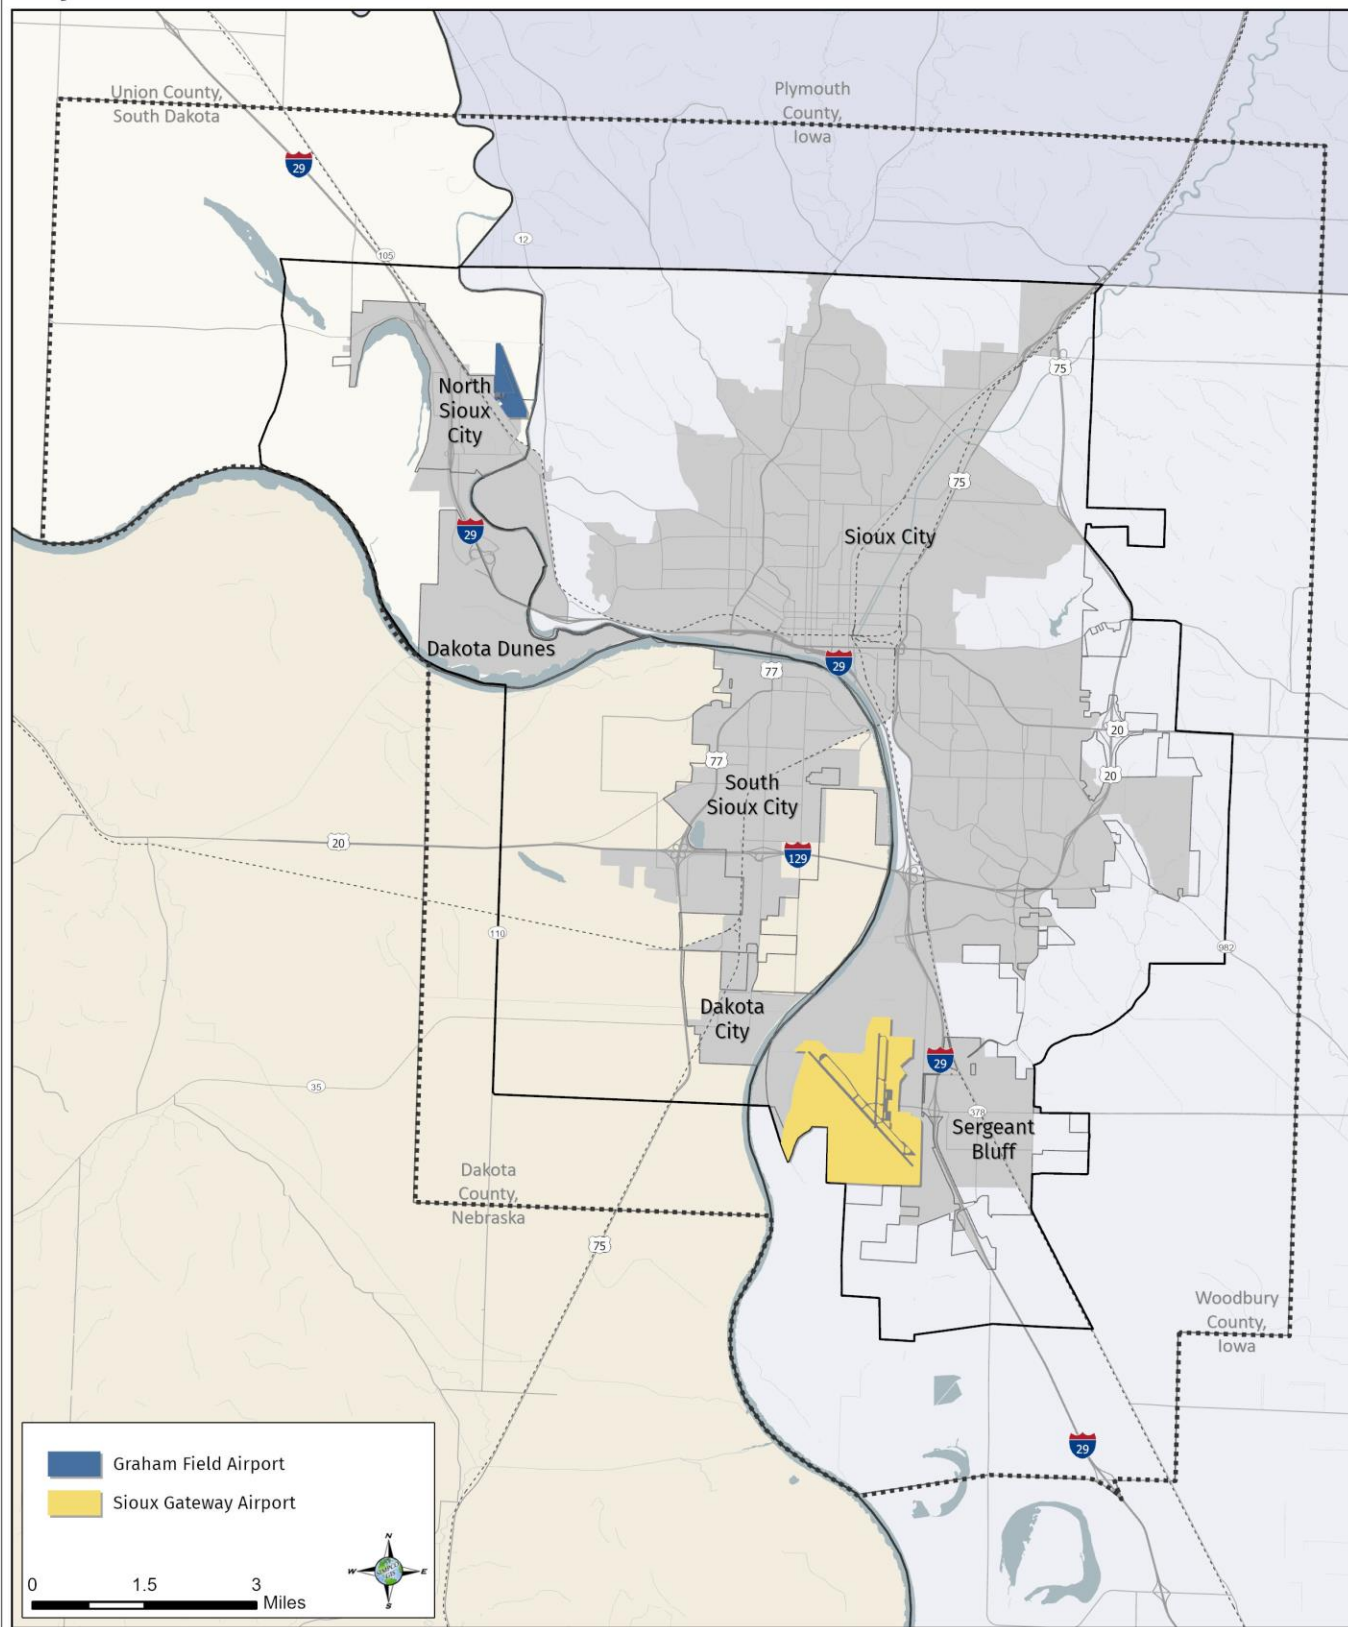 Union County,
South Dakota
Plymouth
County,
Iowa
29
12
105
North
Sioux
City
75
75
29
Sioux City
Dakota Dunes
29
77
77
20
20
South
Sioux City
20
129
110
982
Dakota
City
29
35
378
Sergeant
Bluff
Dakota
County,
Nebraska
75
Woodbury
County,
Iowa
29
Graham Field Airport
Sioux Gateway Airport
N
W
E
S
0
1.5
3
Miles